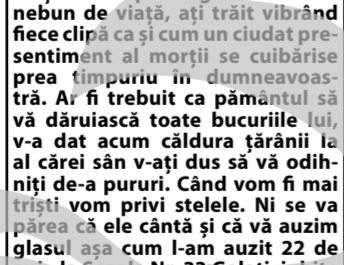 nebun de viață, ați trăit vibrând
fiece clipă ca și cum un ciudat pre-
sentiment al morții se cuibărise
prea timpuriu în dumneavoas-
tră. Ar fi trebuit ca pământul să
vă dăruiască toate bucuriile lui,
v-a dat acum căldura țărânii la
al cărei sân v-ați dus să vă odih-
niți de-a pururi. Când vom fi mai
triști vom privi stelele. Ni se va
părea că ele cântă și că vă auzim
glasul așa cum l-am auzit 22 de